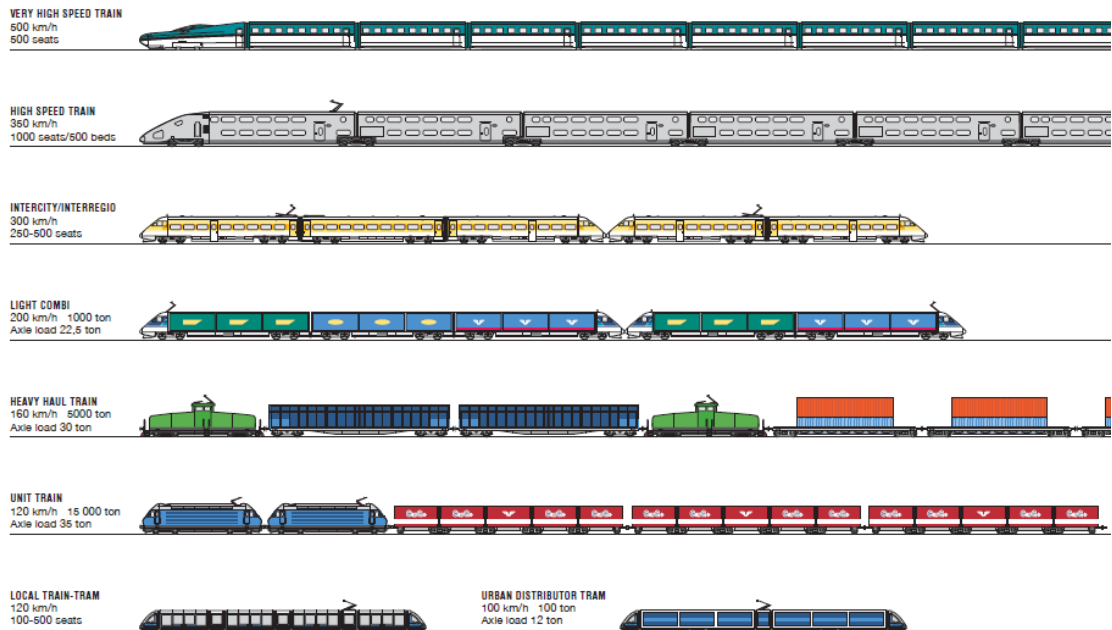 VERY HIGH SPEED TRAIN
500 km/h
500 seats
HIGH SPEED TRAIN
350 km/h
1000 seats/500 beds
INTERCITY/INTERREGIO
300 km/h
250-500 seats
LIGHT COMBI
200 km/h 1000 ton
Axle load 22,5 ton
HEAVY HAUL TRAIN
160 km/h 5000 ton
Axle load 30 ton
UNIT TRAIN
120 km/h 15 000 ton
Axle load 35 ton
LOCAL TRAIN-TRAM
120 km/h
100-500 seats
URBAN DISTRIBUTOR TRAM
100 km/h 100 ton
Axle load 12 ton